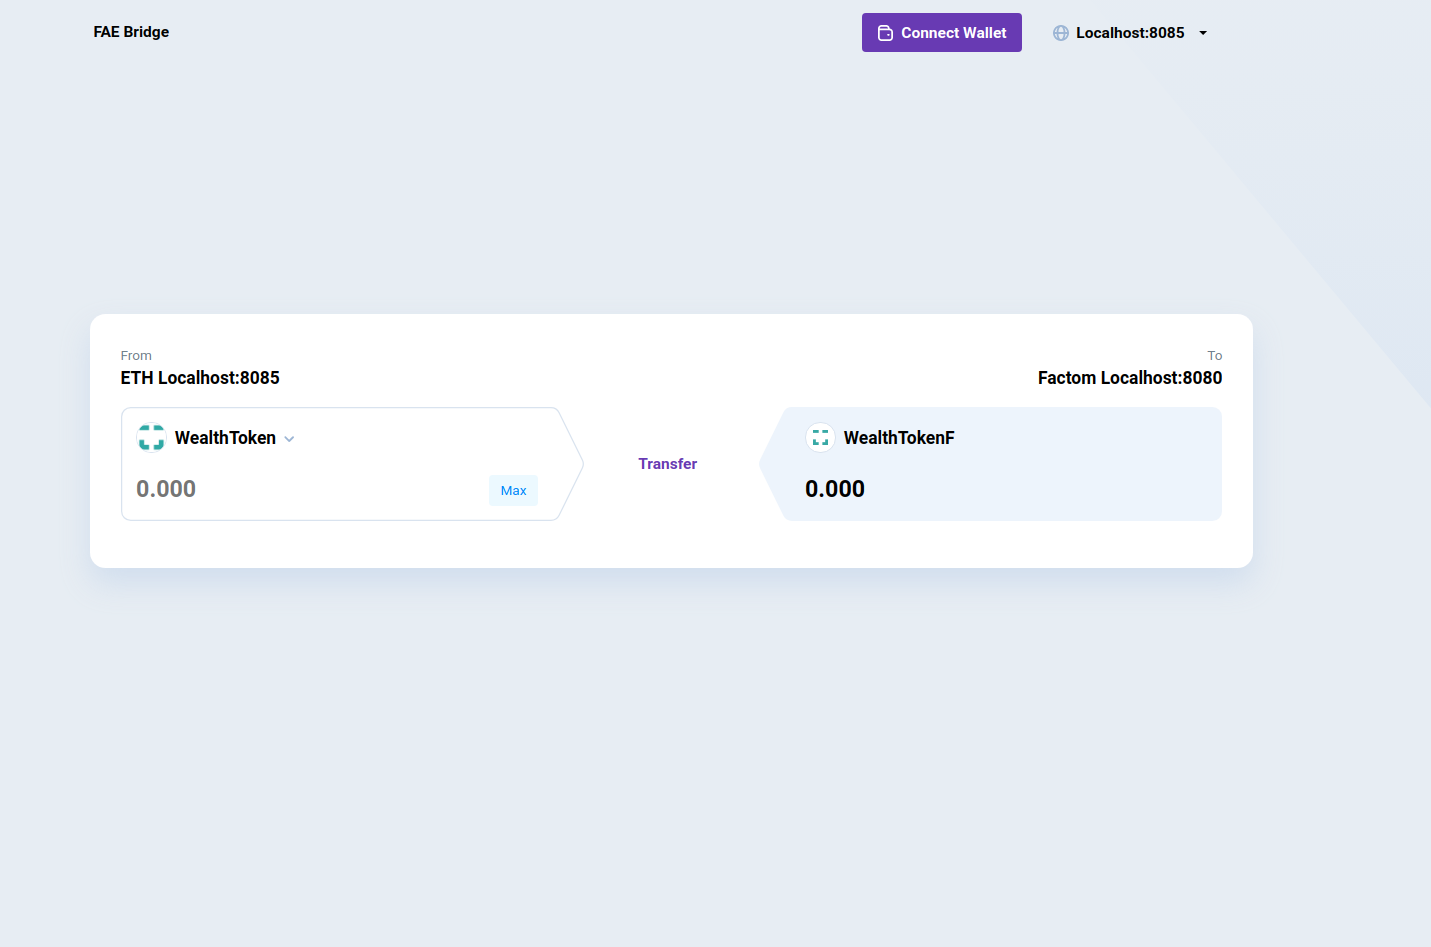 FAE Bridge
Connect Wallet
Localhost:8085
From
To
ETH Localhost:8085
Factom Localhost:8080
WealthToken
0.000
Max
Transfer
WealthTokenF
0.000